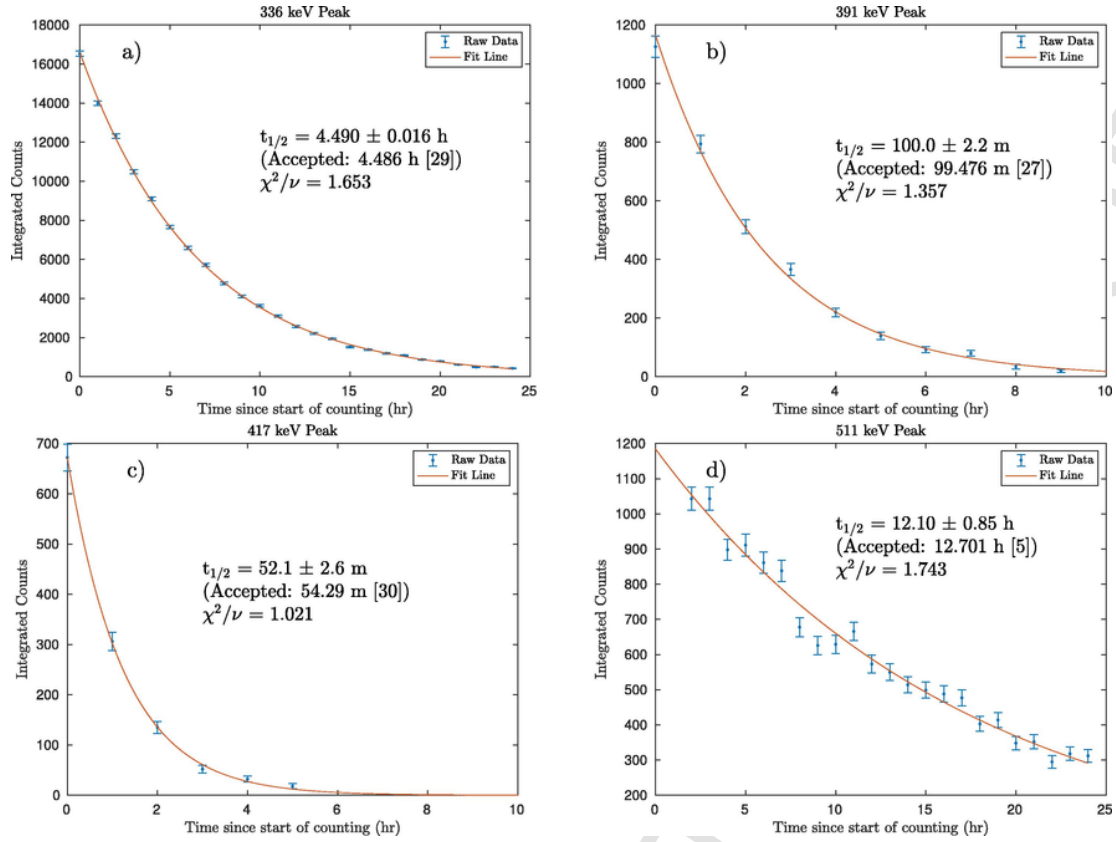 336 keV Peak
a)
Raw Data
Fit Line
t1/2 = 4.490 ± 0.016 h
(Accepted: 4.486 h [29])
χ²/ν = 1.653
Integrated Counts
18000
16000
14000
12000
10000
8000
6000
4000
2000
0
0 5 10 15 20 25
Time since start of counting (hr)
391 keV Peak
b)
Raw Data
Fit Line
t1/2 = 100.0 ± 2.2 m
(Accepted: 99.476 m [27])
χ²/ν = 1.357
Integrated Counts
1200
1000
800
600
400
200
0
0 2 4 6 8 10
Time since start of counting (hr)
417 keV Peak
c)
Raw Data
Fit Line
t1/2 = 52.1 ± 2.6 m
(Accepted: 54.29 m [30])
χ²/ν = 1.021
Integrated Counts
700
600
500
400
300
200
100
0
0 2 4 6 8 10
Time since start of counting (hr)
511 keV Peak
d)
Raw Data
Fit Line
t1/2 = 12.10 ± 0.85 h
(Accepted: 12.701 h [5])
χ²/ν = 1.743
Integrated Counts
1200
1100
1000
900
800
700
600
500
400
300
200
0 5 10 15 20 25
Time since start of counting (hr)